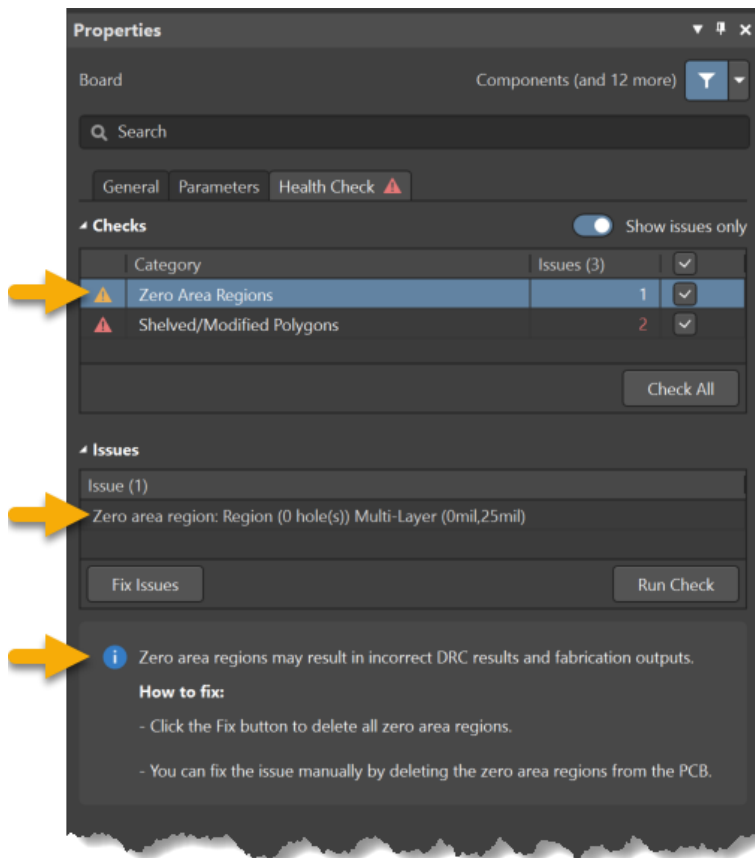 Properties
Board Components (and 12 more)
Search
General Parameters Health Check
Checks Show issues only
Category Issues (3)
Zero Area Regions 1
Shelved/Modified Polygons 2
Check All
Issues
Issue (1)
Zero area region: Region (0 hole(s)) Multi-Layer (0mil,25mil)
Fix Issues Run Check
Zero area regions may result in incorrect DRC results and fabrication outputs.
How to fix:
- Click the Fix button to delete all zero area regions.
- You can fix the issue manually by deleting the zero area regions from the PCB.